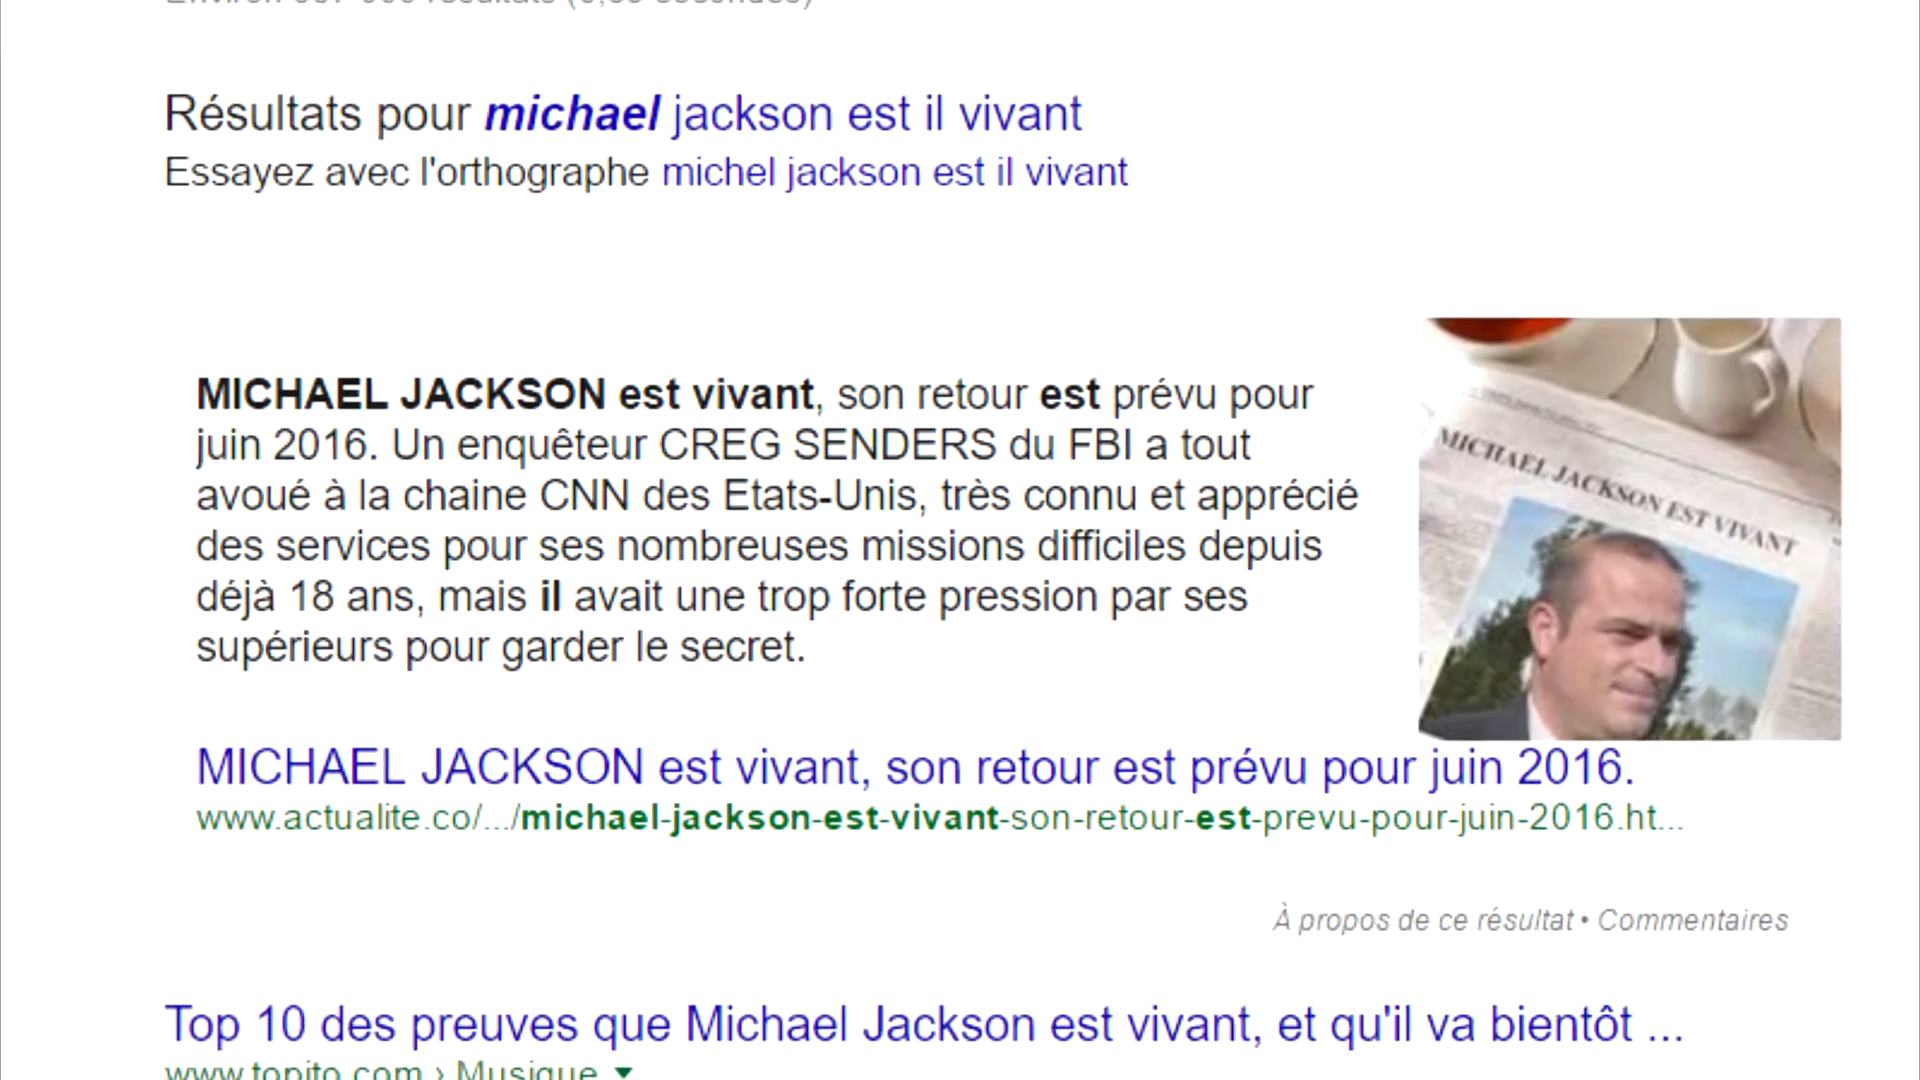 Résultats pour michael jackson est il vivant
Essayez avec l'orthographe michel jackson est il vivant
MICHAEL JACKSON est vivant, son retour est prévu pour
juin 2016. Un enquêteur CREG SENDERS du FBI a tout
avoué à la chaine CNN des Etats-Unis, très connu et apprécié
des services pour ses nombreuses missions difficiles depuis
déjà 18 ans, mais il avait une trop forte pression par ses
supérieurs pour garder le secret.
MICHAEL JACKSON EST VIVANT
MICHAEL JACKSON est vivant, son retour est prévu pour juin 2016.
www.actualite.co/.../michael-jackson-est-vivant-son-retour-est-prevu-pour-juin-2016.ht...
À propos de ce résultat • Commentaires
Top 10 des preuves que Michael Jackson est vivant, et qu'il va bientôt ...
www.topito.com › Musique